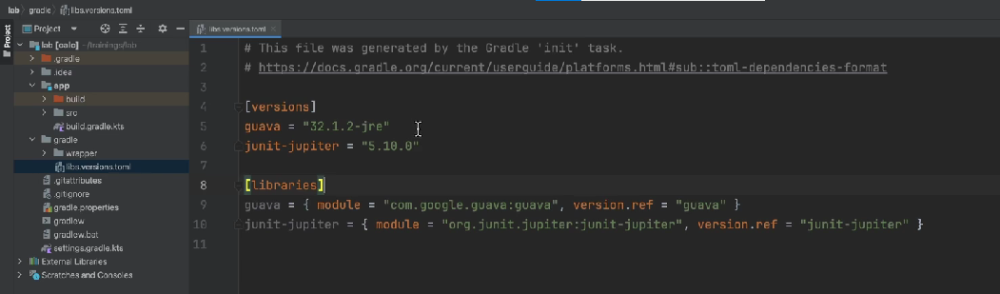 lab gradle libs.versions.toml
Project
Project
libs.versions.toml
lab [calc] ~/trainings/lab
.gradle
.idea
app
build
src
build.gradle.kts
gradle
wrapper
libs.versions.toml
.gitattributes
.gitignore
gradle.properties
gradlew
gradlew.bat
settings.gradle.kts
External Libraries
Scratches and Consoles
1 # This file was generated by the Gradle 'init' task.
2 # https://docs.gradle.org/current/userguide/platforms.html#sub::toml-dependencies-format
3
4 [versions]
5 guava = "32.1.2-jre"
6 junit-jupiter = "5.10.0"
7
8 [libraries]
9 guava = { module = "com.google.guava:guava", version.ref = "guava" }
10 junit-jupiter = { module = "org.junit.jupiter:junit-jupiter", version.ref = "junit-jupiter" }
11